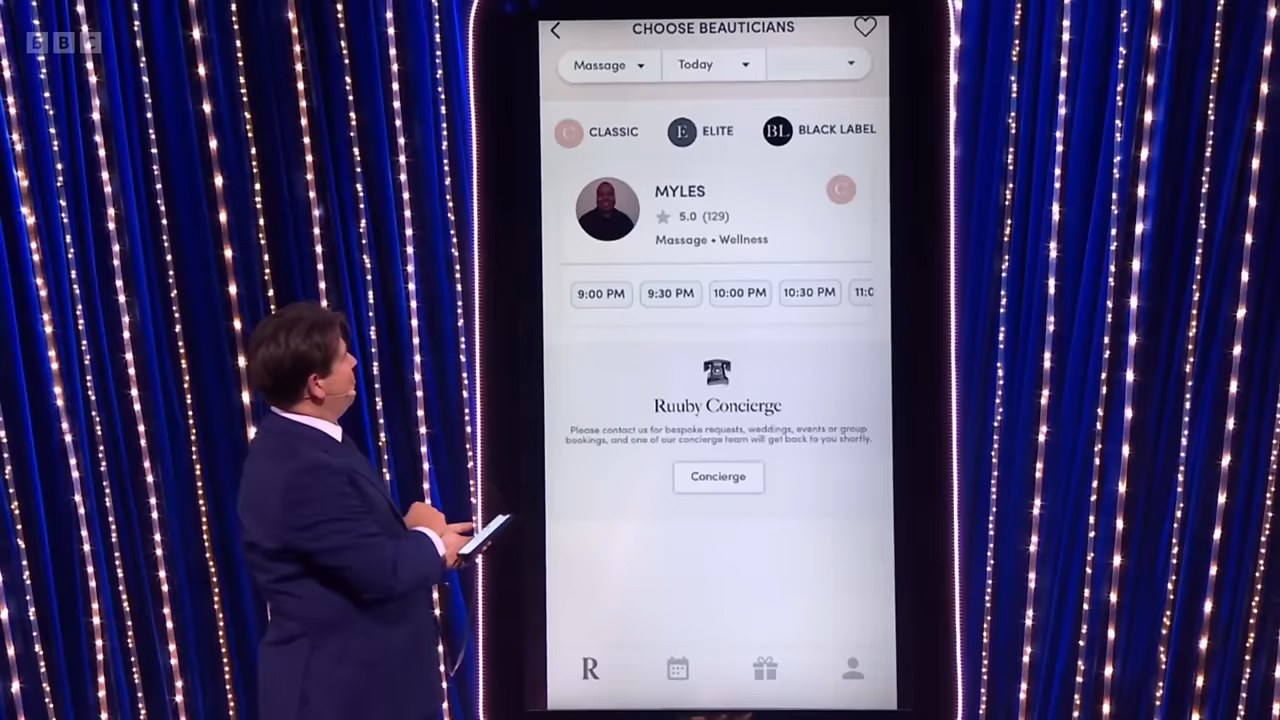 BBC
CHOOSE BEAUTICIANS
Massage Today
C CLASSIC E ELITE BL BLACK LABEL
MYLES C
5.0 (129)
Massage • Wellness
9:00 PM 9:30 PM 10:00 PM 10:30 PM 11:0
Ruuby Concierge
Please contact us for bespoke requests, weddings, events or group
bookings, and one of our concierge team will get back to you shortly.
Concierge
R